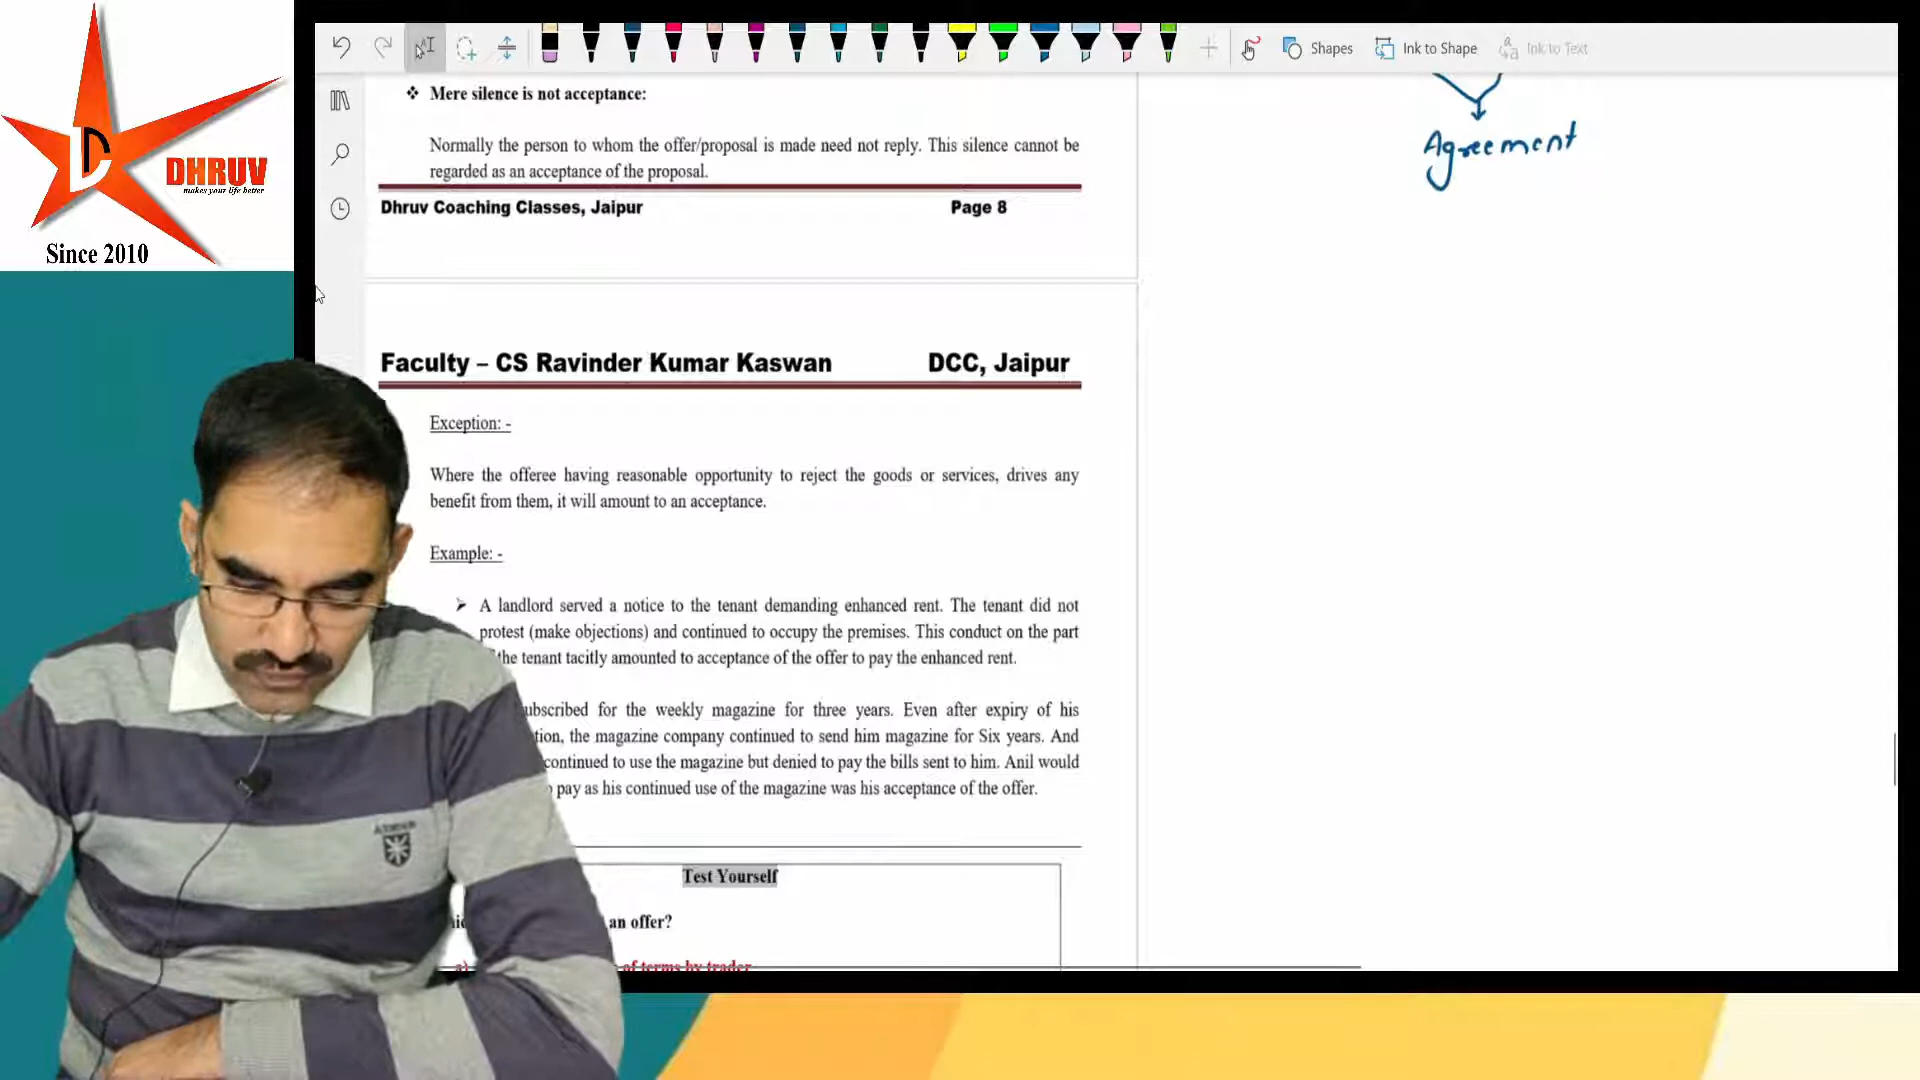 DC
DHRUV
makes your life better
Since 2010
Shapes
Ink to Shape
Ink to Text
❖ Mere silence is not acceptance:
Normally the person to whom the offer/proposal is made need not reply. This silence cannot be
regarded as an acceptance of the proposal.
Dhruv Coaching Classes, Jaipur Page 8
Agreement
Faculty – CS Ravinder Kumar Kaswan DCC, Jaipur
Exception: -
Where the offeree having reasonable opportunity to reject the goods or services, drives any
benefit from them, it will amount to an acceptance.
Example: -
➢ A landlord served a notice to the tenant demanding enhanced rent. The tenant did not
protest (make objections) and continued to occupy the premises. This conduct on the part
the tenant tacitly amounted to acceptance of the offer to pay the enhanced rent.
ubscribed for the weekly magazine for three years. Even after expiry of his
tion, the magazine company continued to send him magazine for Six years. And
continued to use the magazine but denied to pay the bills sent to him. Anil would
pay as his continued use of the magazine was his acceptance of the offer.
Test Yourself
an offer?
a) of terms by trader